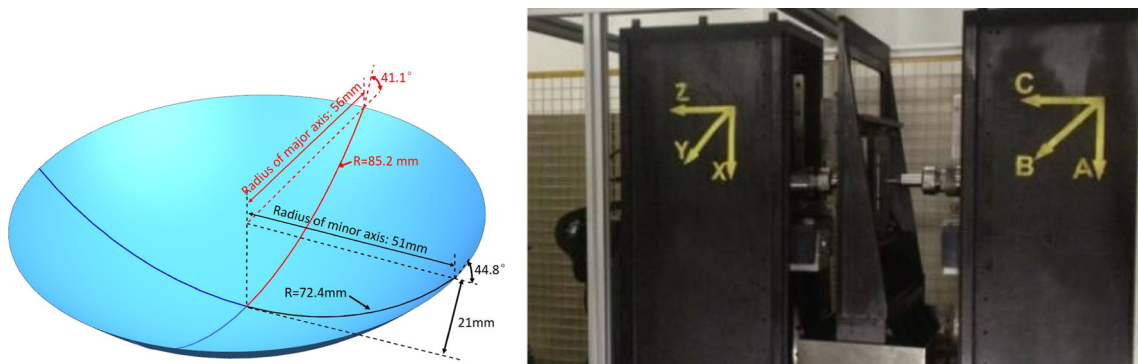 41.1°
Radius of major axis: 56mm
R=85.2 mm
Radius of minor axis: 51mm
44.8°
R=72.4mm
21mm
Z
Y
X
C
B
A